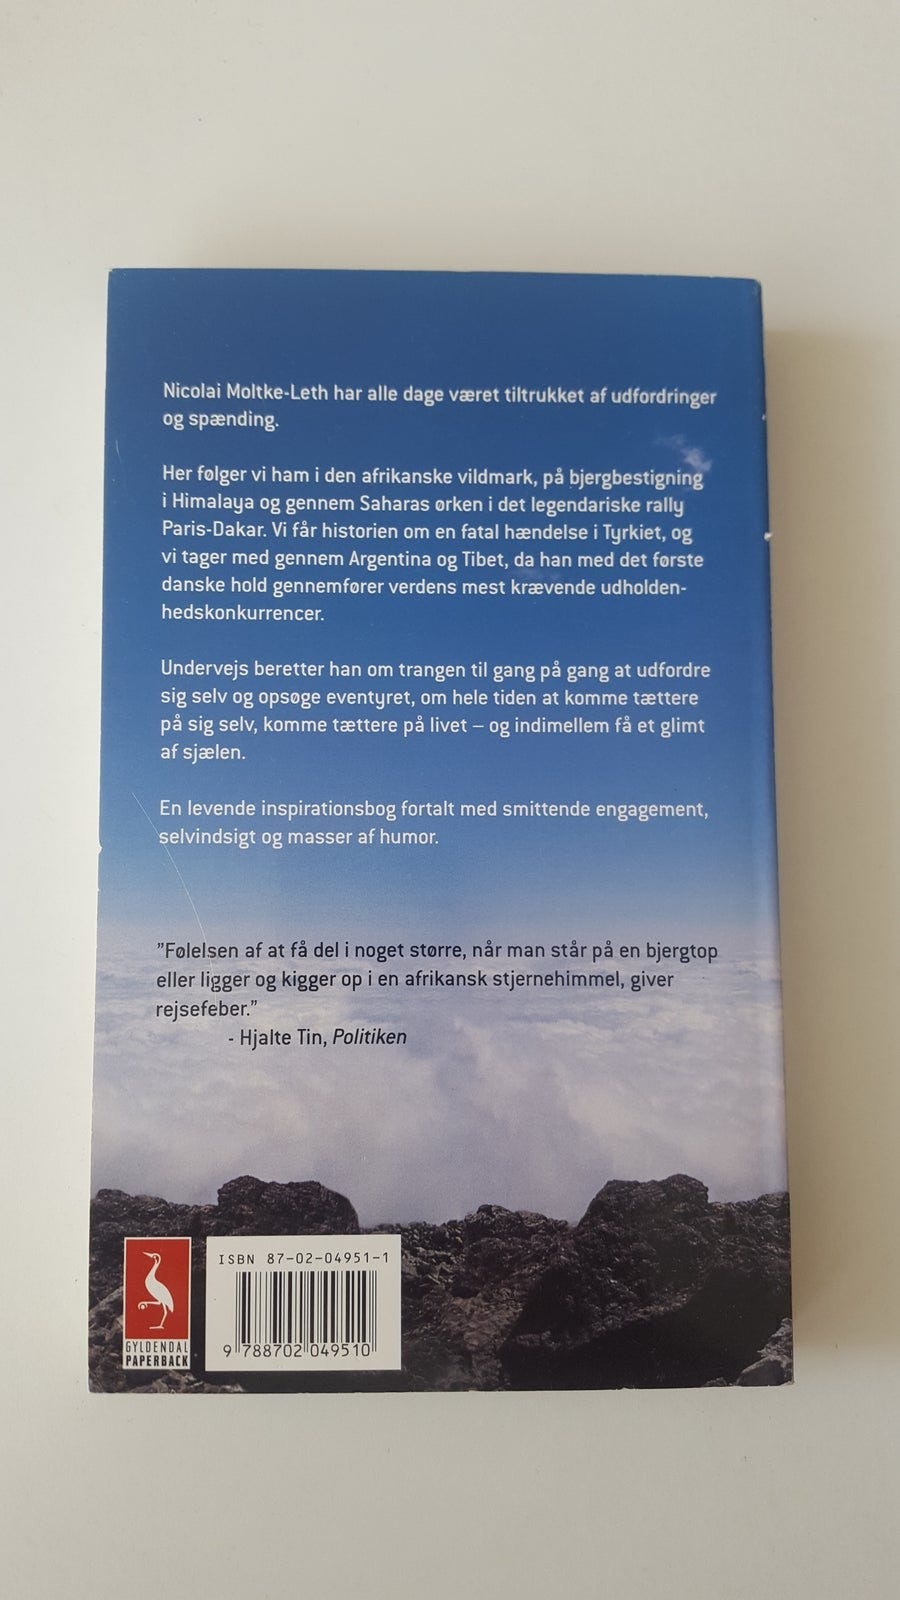 Nicolai Moltke-Leth har alle dage været tiltrukket af udfordringer
og spænding.
Her følger vi ham i den afrikanske vildmark, på bjergbestigning
i Himalaya og gennem Saharas ørken i det legendariske rally
Paris-Dakar. Vi får historien om en fatal hændelse i Tyrkiet, og
vi tager med gennem Argentina og Tibet, da han med det første
danske hold gennemfører verdens mest krævende udholden-
hedskonkurrencer.
Undervejs beretter han om trangen til gang på gang at udfordre
sig selv og opsøge eventyret, om hele tiden at komme tættere
på sig selv, komme tættere på livet – og indimellem få et glimt
af sjælen.
En levende inspirationsbog fortalt med smittende engagement,
selvindsigt og masser af humor.
”Følelsen af at få del i noget større, når man står på en bjergtop
eller ligger og kigger op i en afrikansk stjernehimmel, giver
rejsefeber.”
- Hjalte Tin, Politiken
ISBN 87-02-04951-1
9 788702 049510
GYLDENDAL
PAPERBACK